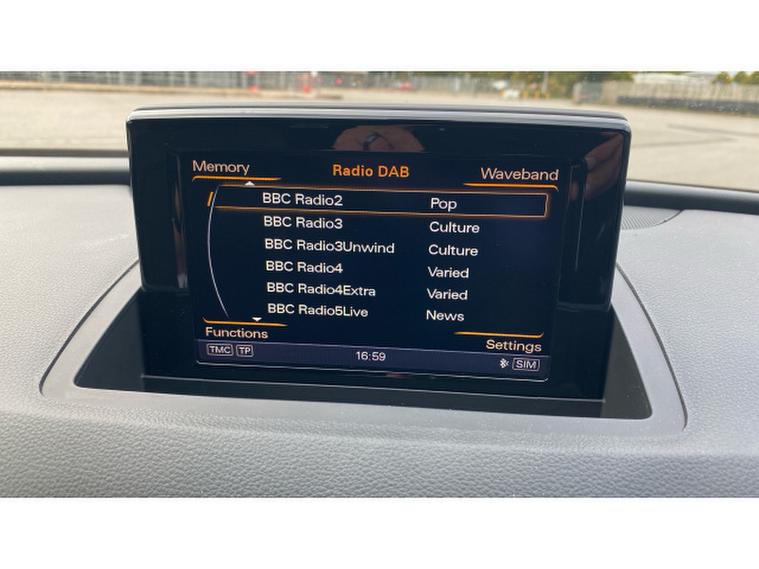 Memory Radio DAB Waveband
BBC Radio2 Pop
BBC Radio3 Culture
BBC Radio3Unwind Culture
BBC Radio4 Varied
BBC Radio4Extra Varied
BBC Radio5Live News
Functions Settings
TMC TP 16:59 SIM